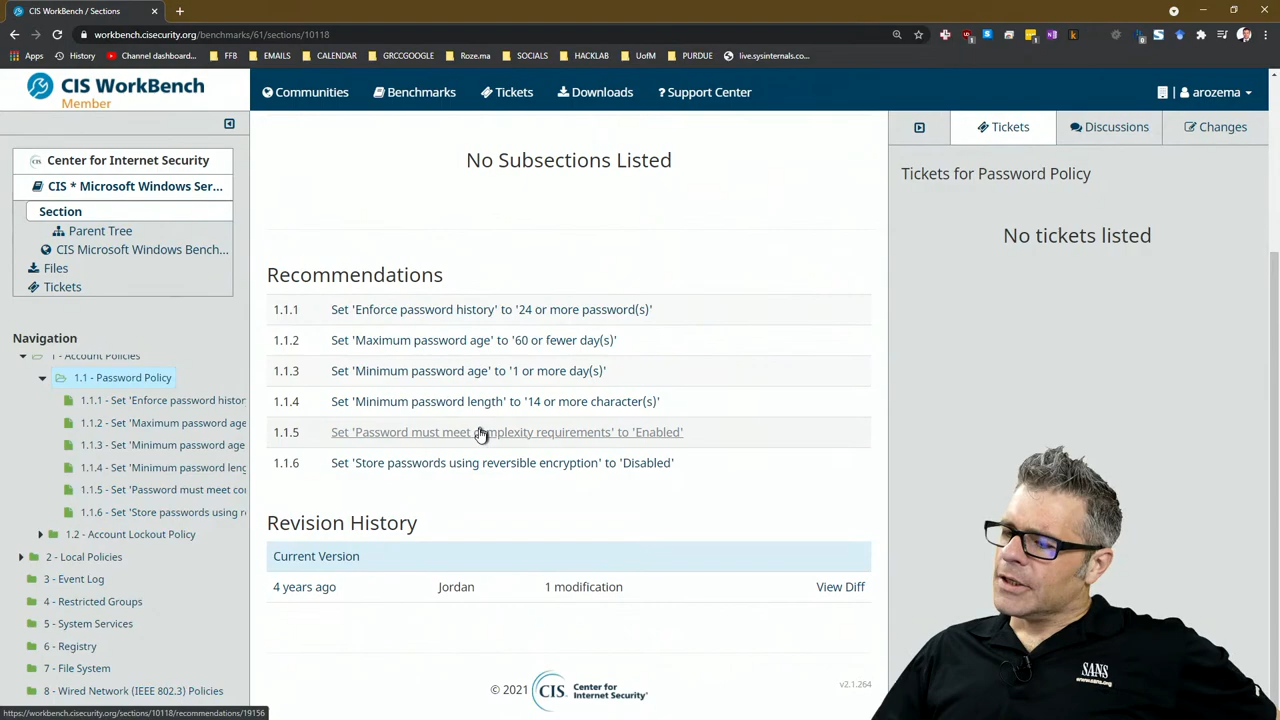 CIS WorkBench / Sections
workbench.cisecurity.org/benchmarks/61/sections/10118
Apps
History
Channel dashboard...
FFB
EMAILS
CALENDAR
GRCCGOOGLE
Roze.ma
SOCIALS
HACKLAB
UofM
PURDUE
live.sysinternals.co...
CIS WorkBench
Member
Communities
Benchmarks
Tickets
Downloads
? Support Center
arozema
Center for Internet Security
CIS * Microsoft Windows Ser...
Section
Parent Tree
CIS Microsoft Windows Bench...
Files
Tickets
Navigation
1 - Account Policies
1.1 - Password Policy
1.1.1 - Set 'Enforce password histor
1.1.2 - Set 'Maximum password age
1.1.3 - Set 'Minimum password age
1.1.4 - Set 'Minimum password leng
1.1.5 - Set 'Password must meet co
1.1.6 - Set 'Store passwords using r
1.2 - Account Lockout Policy
2 - Local Policies
3 - Event Log
4 - Restricted Groups
5 - System Services
6 - Registry
7 - File System
8 - Wired Network (IEEE 802.3) Policies
https://workbench.cisecurity.org/sections/10118/recommendations/19156
No Subsections Listed
Recommendations
1.1.1 Set 'Enforce password history' to '24 or more password(s)'
1.1.2 Set 'Maximum password age' to '60 or fewer day(s)'
1.1.3 Set 'Minimum password age' to '1 or more day(s)'
1.1.4 Set 'Minimum password length' to '14 or more character(s)'
1.1.5 Set 'Password must meet complexity requirements' to 'Enabled'
1.1.6 Set 'Store passwords using reversible encryption' to 'Disabled'
Revision History
Current Version
4 years ago Jordan 1 modification View Diff
© 2021 CIS Center for Internet Security®
v2.1.264
Tickets
Discussions
Changes
Tickets for Password Policy
No tickets listed
SANS
www.sans.org